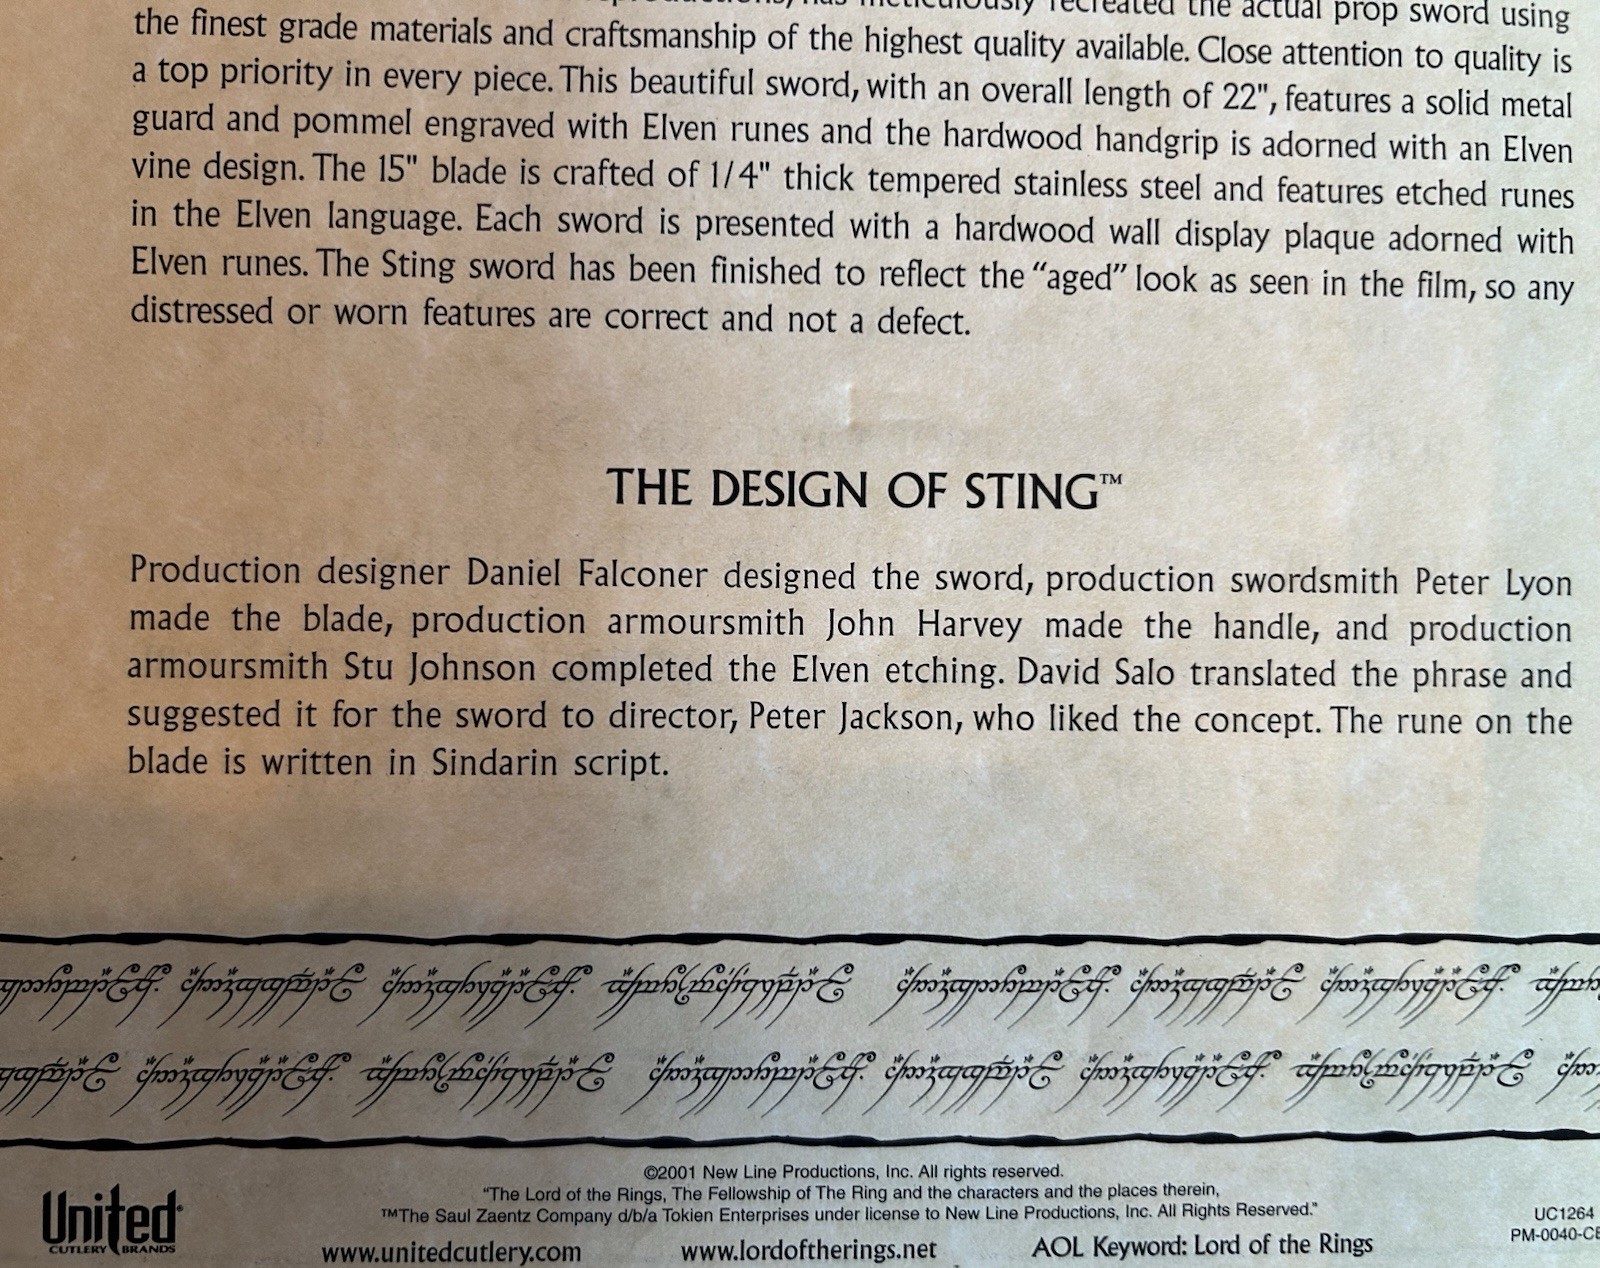 meticulously recreated the actual prop sword using
the finest grade materials and craftsmanship of the highest quality available. Close attention to quality is
a top priority in every piece. This beautiful sword, with an overall length of 22", features a solid metal
guard and pommel engraved with Elven runes and the hardwood handgrip is adorned with an Elven
vine design. The 15" blade is crafted of 1/4" thick tempered stainless steel and features etched runes
in the Elven language. Each sword is presented with a hardwood wall display plaque adorned with
Elven runes. The Sting sword has been finished to reflect the “aged” look as seen in the film, so any
distressed or worn features are correct and not a defect.
THE DESIGN OF STING™
Production designer Daniel Falconer designed the sword, production swordsmith Peter Lyon
made the blade, production armoursmith John Harvey made the handle, and production
armoursmith Stu Johnson completed the Elven etching. David Salo translated the phrase and
suggested it for the sword to director, Peter Jackson, who liked the concept. The rune on the
blade is written in Sindarin script.
©2001 New Line Productions, Inc. All rights reserved.
“The Lord of the Rings, The Fellowship of The Ring and the characters and the places therein,
™The Saul Zaentz Company d/b/a Tokien Enterprises under license to New Line Productions, Inc. All Rights Reserved.”
United
CUTLERY BRANDS
www.unitedcutlery.com www.lordoftherings.net AOL Keyword: Lord of the Rings
UC1264